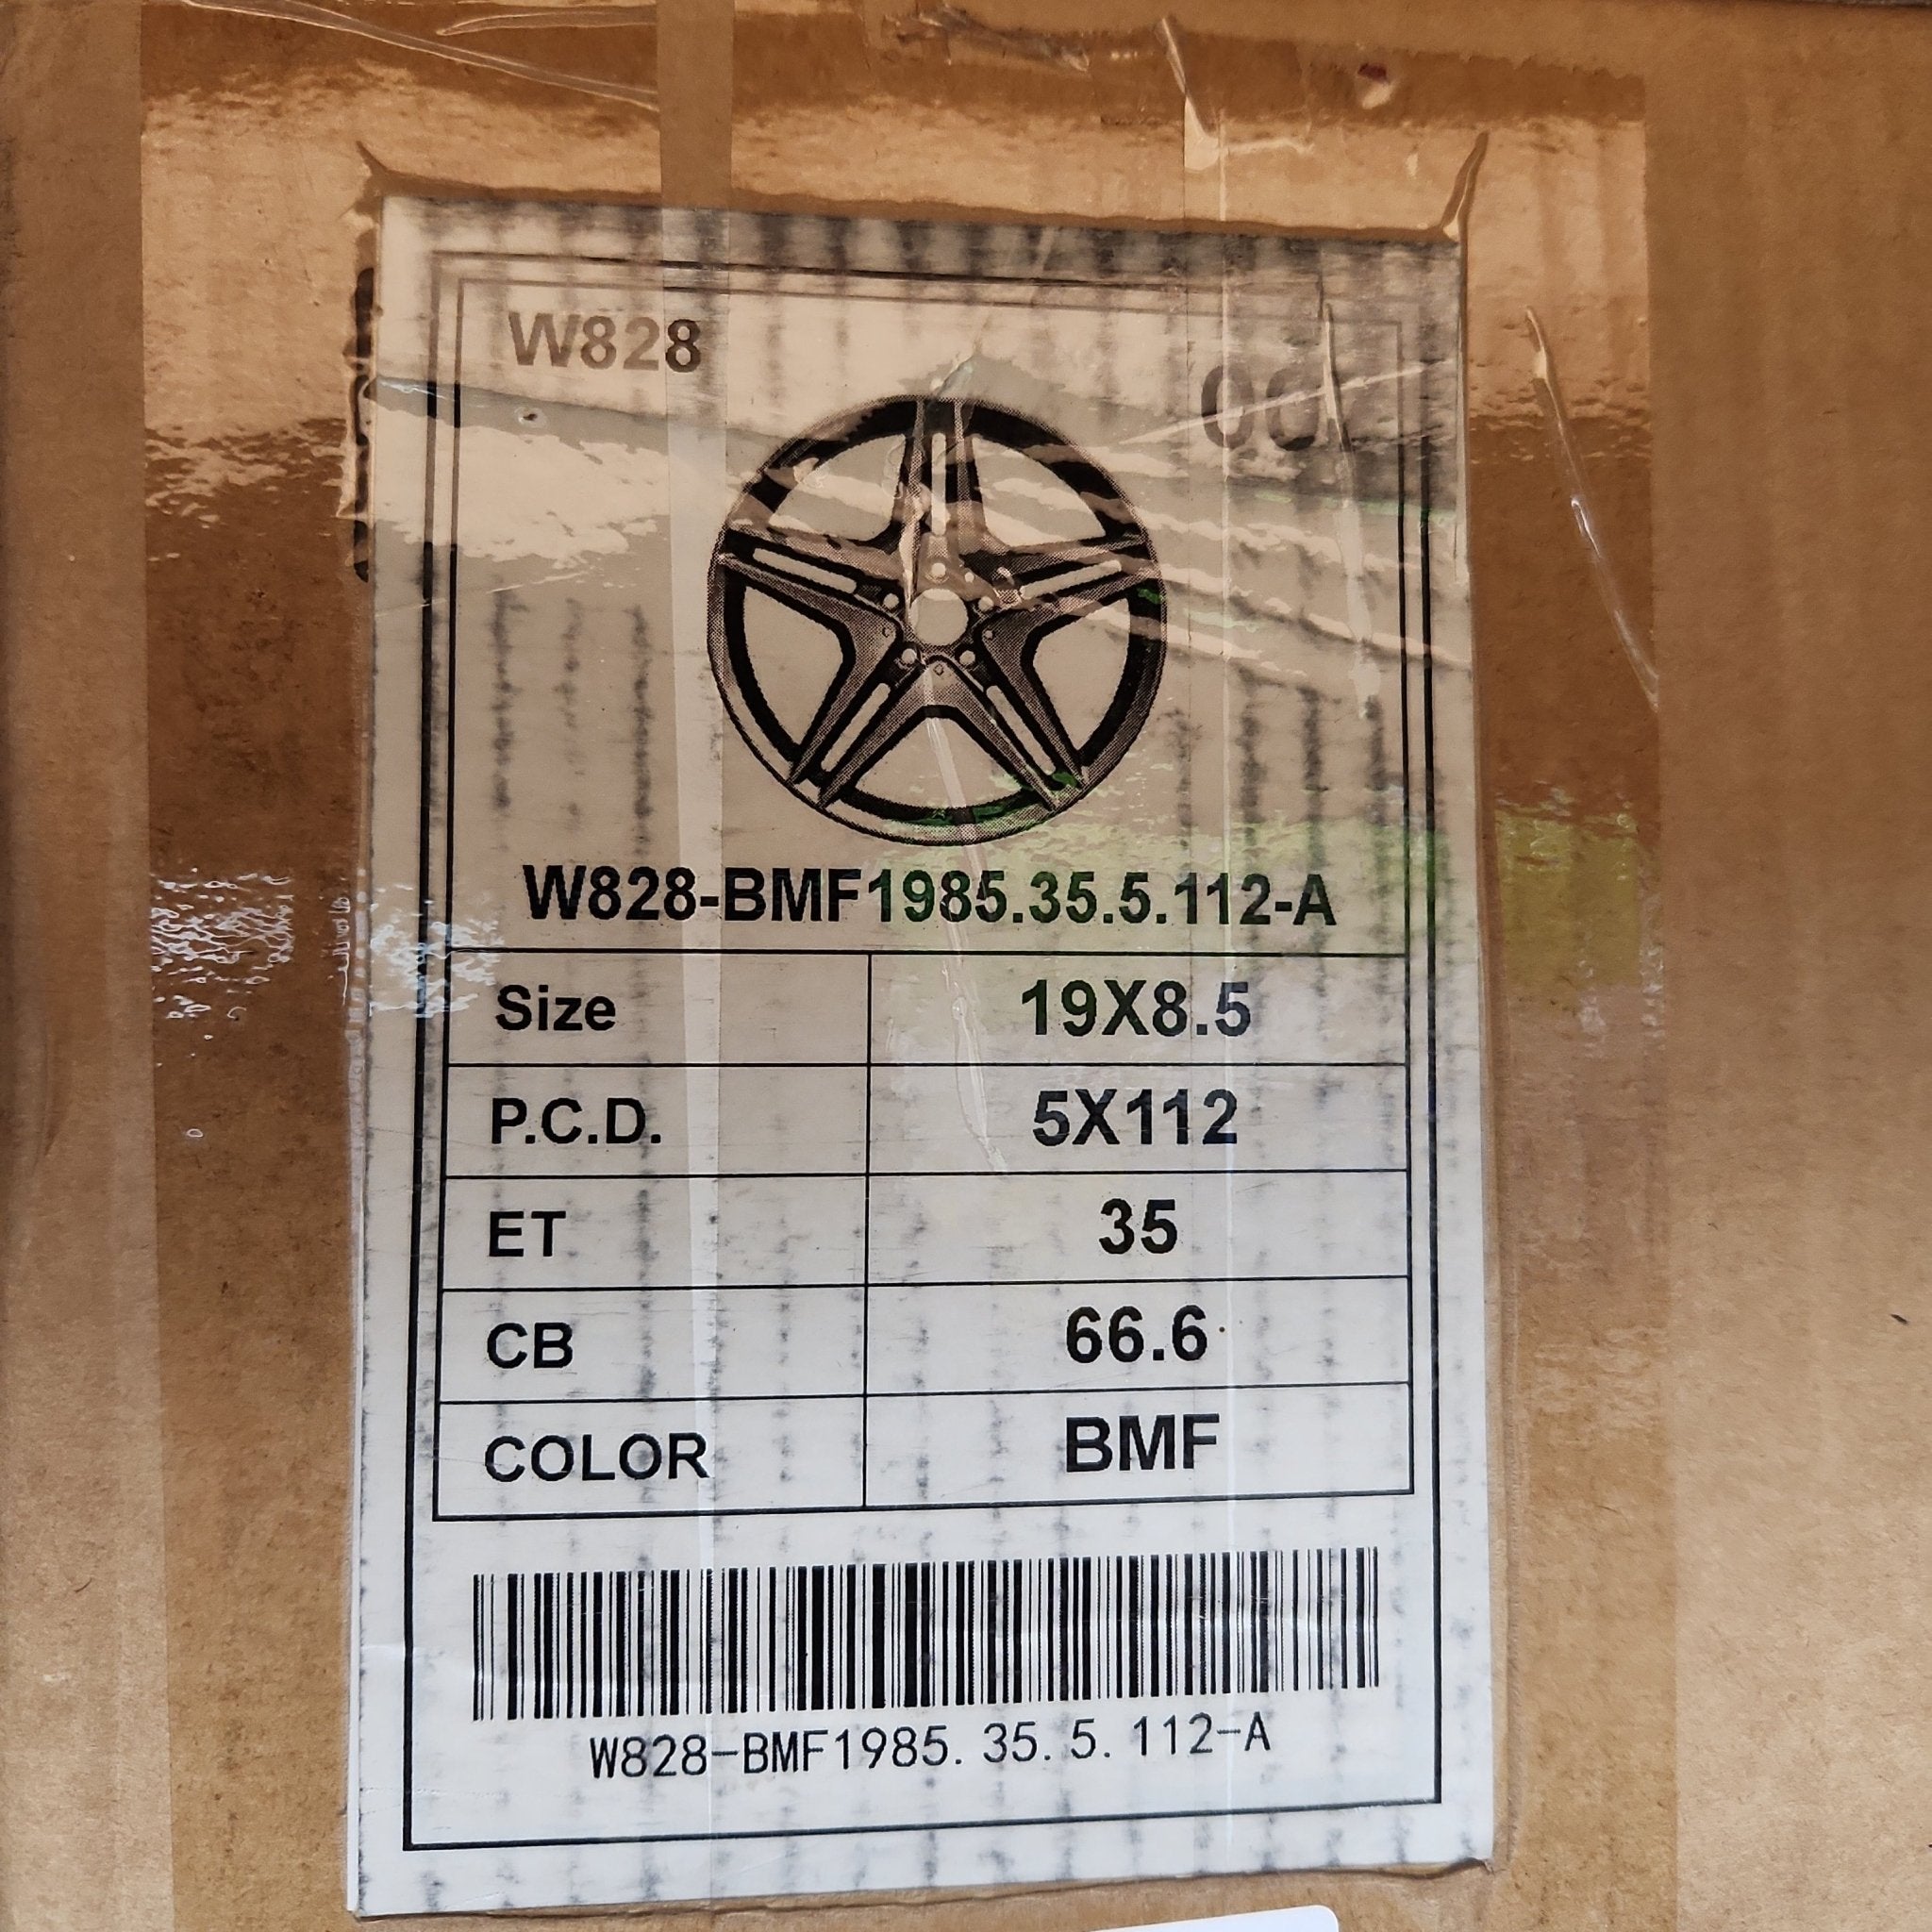 W828
00
W828-BMF1985.35.5.112-A
Size 19X8.5
P.C.D. 5X112
ET 35
CB 66.6
COLOR BMF
W828-BMF1985.35.5.112-A